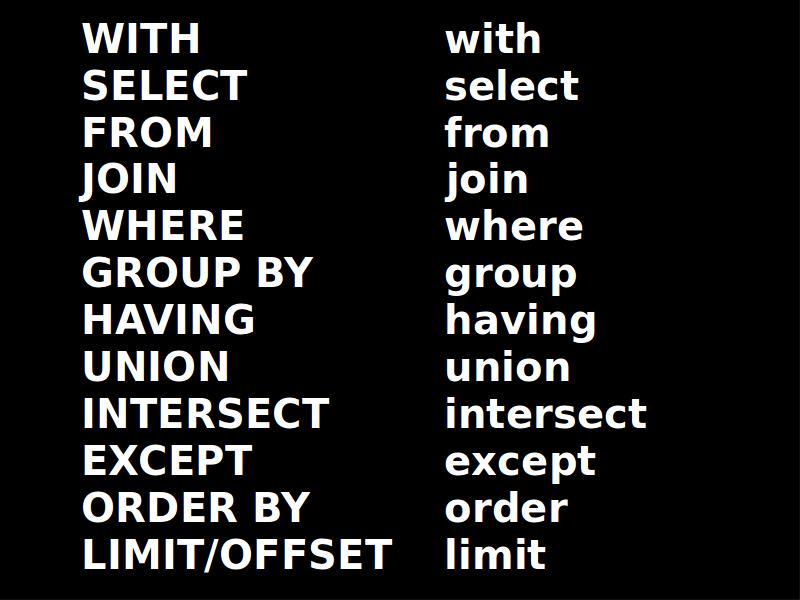 WITH with
SELECT select
FROM from
JOIN join
WHERE where
GROUP BY group
HAVING having
UNION union
INTERSECT intersect
EXCEPT except
ORDER BY order
LIMIT/OFFSET limit